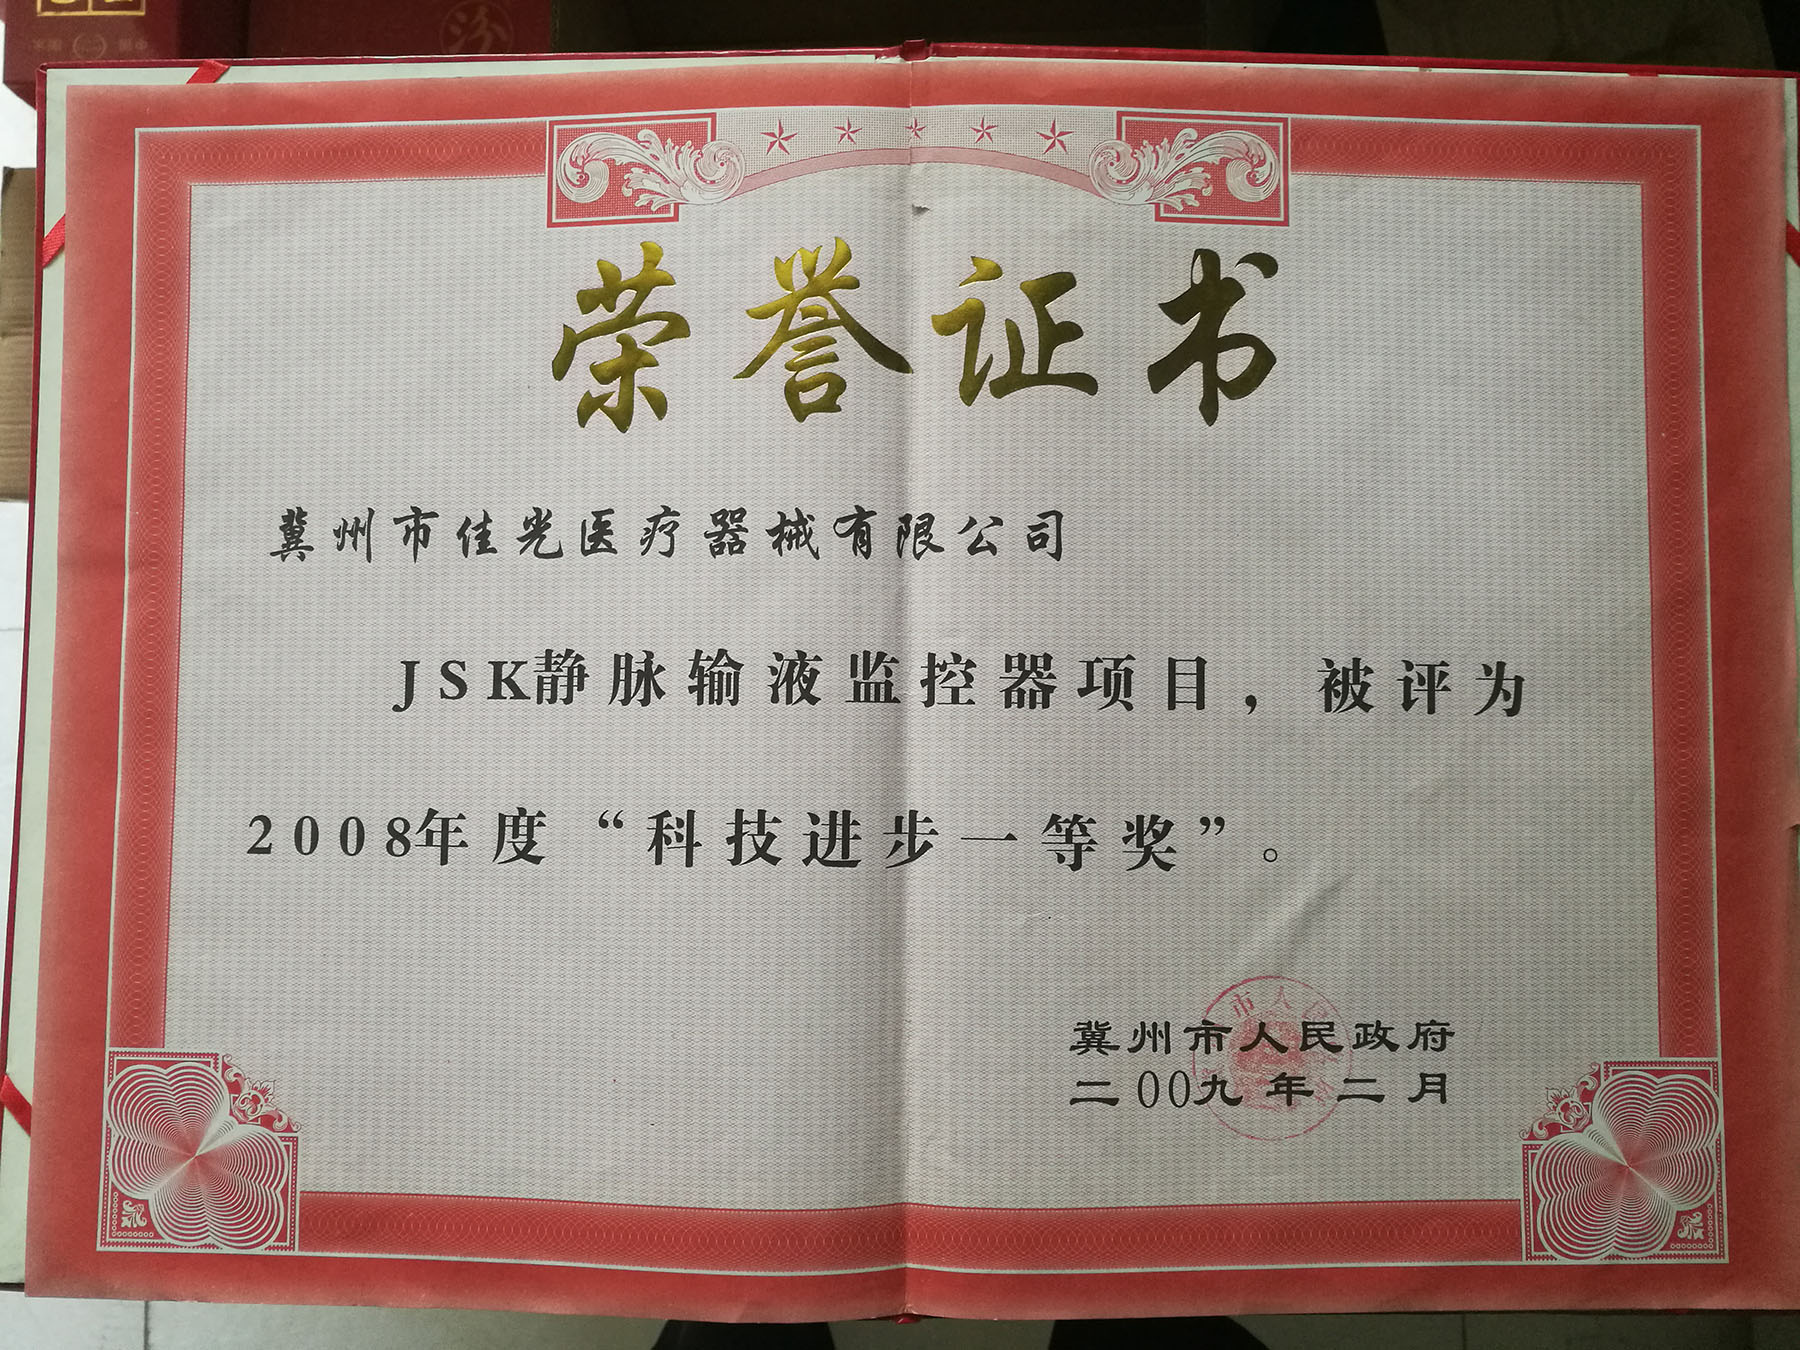 荣誉证书
冀州市佳光医疗器械有限公司
JSK静脉输液监控器项目，被评为
2008年度“科技进步一等奖”。
冀州市人民政府
二00九年二月